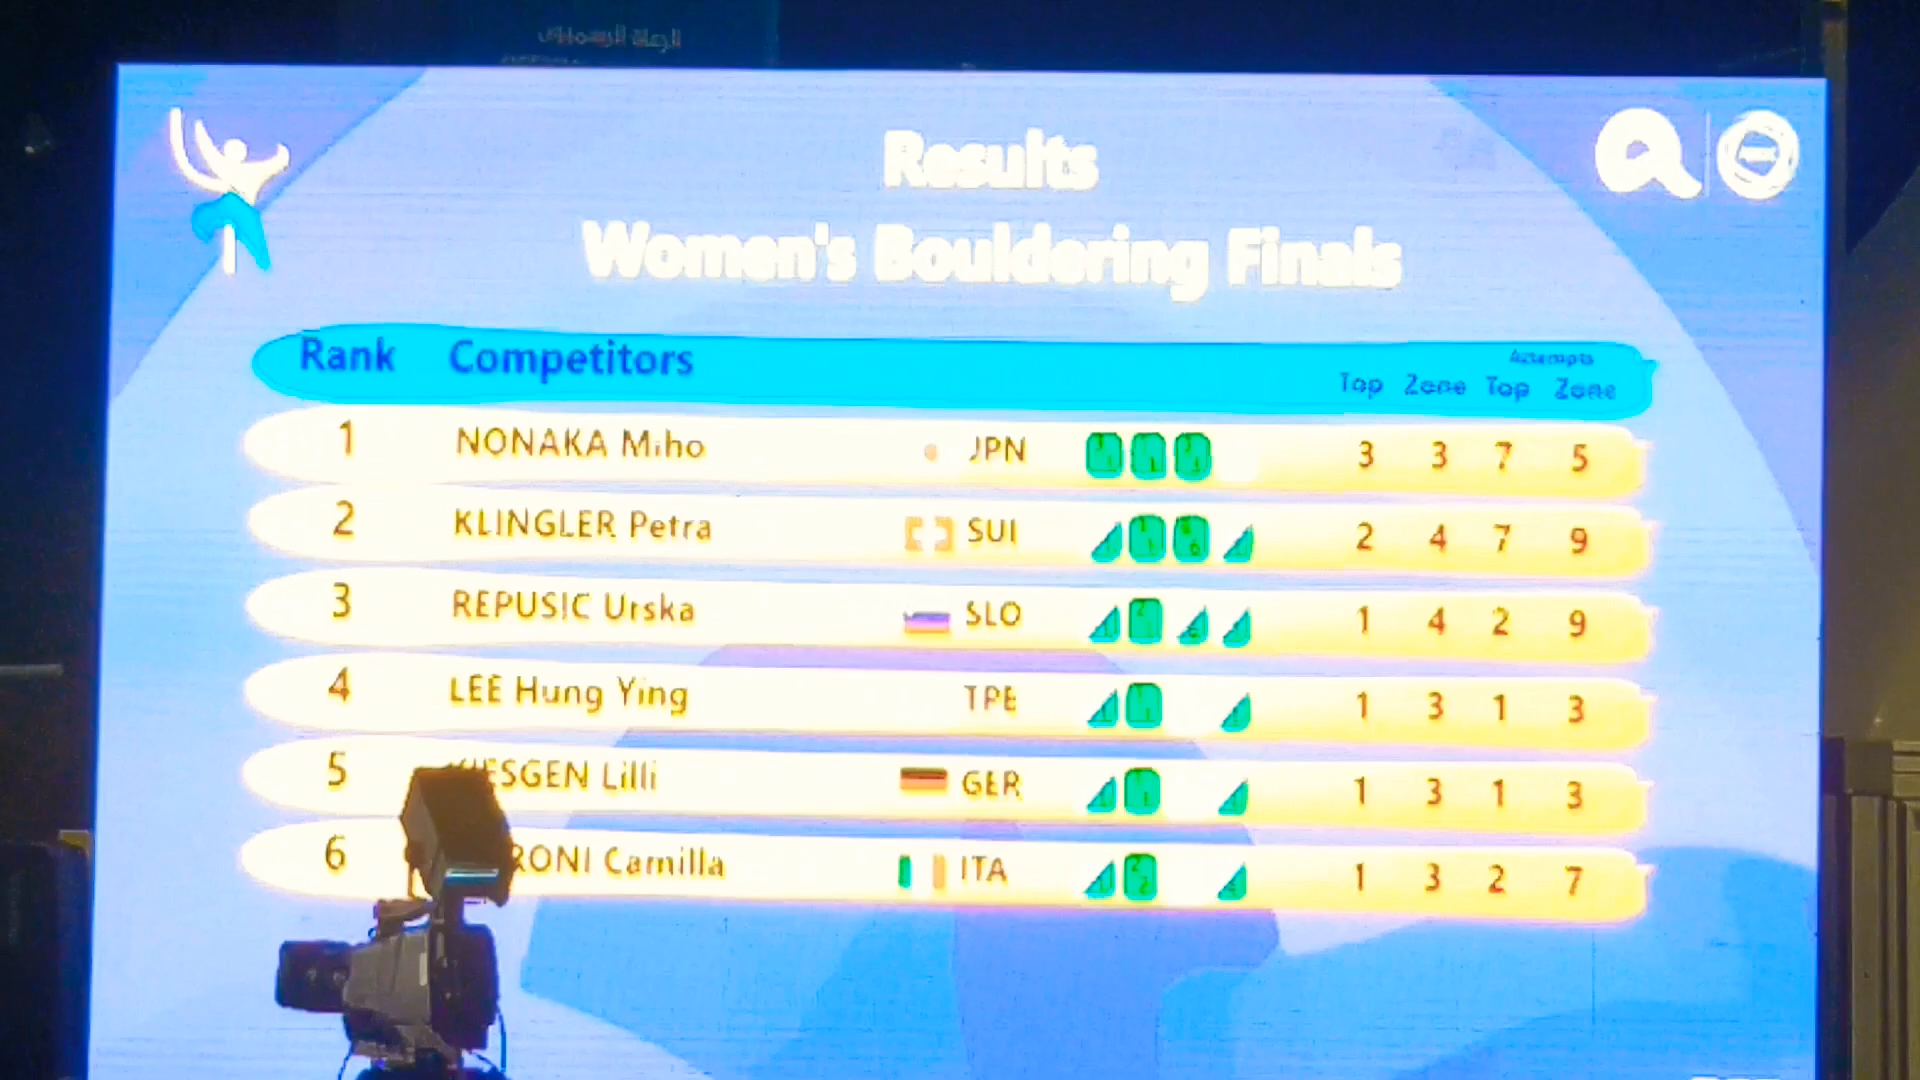 Results
Women's Bouldering Finals
Rank Competitors Attempts
Top Zone Top Zone
1 NONAKA Miho JPN 3 3 7 5
2 KLINGLER Petra SUI 2 4 7 9
3 REPUSIC Urska SLO 1 4 2 9
4 LEE Hung Ying TPE 1 3 1 3
5 Lilli GER 1 3 1 3
6 Camilla ITA 1 3 2 7